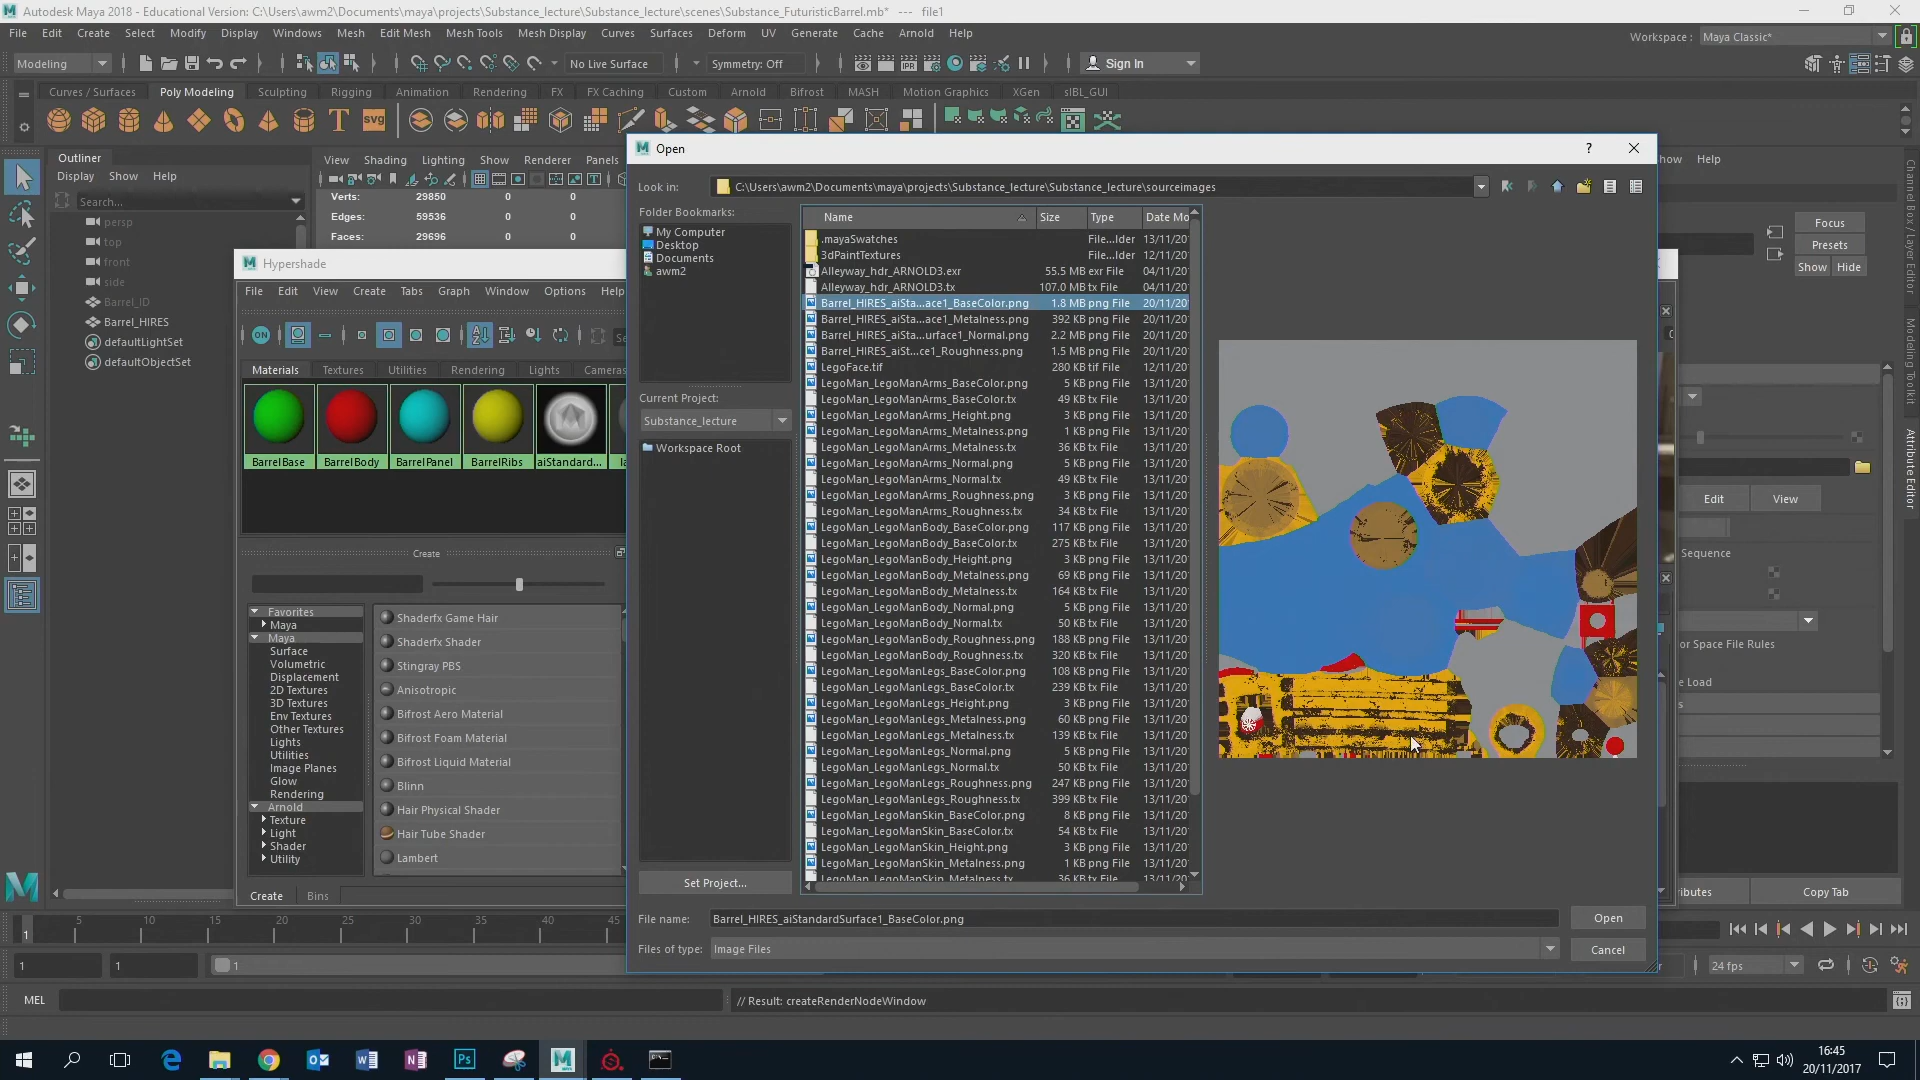 Autodesk Maya 2018 - Educational Version: C:\Users\awm2\Documents\maya\projects\Substance_lecture\Substance_lecture\scenes\Substance_FuturisticBarrel.mb* --- file1
File Edit Create Select Modify Display Windows Mesh Edit Mesh Mesh Tools Mesh Display Curves Surfaces Deform UV Generate Cache Arnold Help
Workspace : Maya Classic*
Modeling
No Live Surface
Symmetry: Off
Sign In
Curves / Surfaces Poly Modeling Sculpting Rigging Animation Rendering FX FX Caching Custom Arnold Bifrost MASH Motion Graphics XGen sIBL_GUI
Outliner
Display Show Help
Search...
persp
top
front
side
Barrel_ID
Barrel_HIRES
defaultLightSet
defaultObjectSet
View Shading Lighting Show Renderer Panels
Verts: 29850 0 0
Edges: 59536 0 0
Faces: 29696 0 0
Hypershade
File Edit View Create Tabs Graph Window Options Help
ON
Materials Textures Utilities Rendering Lights Cameras
BarrelBase BarrelBody BarrelPanel BarrelRibs aiStandard...
Create
Favorites
Maya
Maya
Surface
Volumetric
Displacement
2D Textures
3D Textures
Env Textures
Other Textures
Lights
Utilities
Image Planes
Glow
Rendering
Arnold
Texture
Light
Shader
Utility
Shaderfx Game Hair
Shaderfx Shader
Stingray PBS
Anisotropic
Bifrost Aero Material
Bifrost Foam Material
Bifrost Liquid Material
Blinn
Hair Physical Shader
Hair Tube Shader
Lambert
Create Bins
Open
Look in: C:\Users\awm2\Documents\maya\projects\Substance_lecture\Substance_lecture\sourceimages
Folder Bookmarks:
My Computer
Desktop
Documents
awm2
Current Project:
Substance_lecture
Workspace Root
Set Project...
Name Size Type Date Mo
.mayaSwatches File...lder 13/11/20
3dPaintTextures File...lder 12/11/20
Alleyway_hdr_ARNOLD3.exr 55.5 MB exr File 04/11/20
Alleyway_hdr_ARNOLD3.tx 107.0 MB tx File 04/11/20
Barrel_HIRES_aiSta...ace1_BaseColor.png 1.8 MB png File 20/11/20
Barrel_HIRES_aiSta...ace1_Metalness.png 392 KB png File 20/11/20
Barrel_HIRES_aiSta...urface1_Normal.png 2.2 MB png File 20/11/20
Barrel_HIRES_aiSt...ce1_Roughness.png 1.5 MB png File 20/11/20
LegoFace.tif 280 KB tif File 12/11/20
LegoMan_LegoManArms_BaseColor.png 5 KB png File 13/11/20
LegoMan_LegoManArms_BaseColor.tx 49 KB tx File 13/11/20
LegoMan_LegoManArms_Height.png 3 KB png File 13/11/20
LegoMan_LegoManArms_Metalness.png 1 KB png File 13/11/20
LegoMan_LegoManArms_Metalness.tx 36 KB tx File 13/11/20
LegoMan_LegoManArms_Normal.png 5 KB png File 13/11/20
LegoMan_LegoManArms_Normal.tx 49 KB tx File 13/11/20
LegoMan_LegoManArms_Roughness.png 3 KB png File 13/11/20
LegoMan_LegoManArms_Roughness.tx 34 KB tx File 13/11/20
LegoMan_LegoManBody_BaseColor.png 117 KB png File 13/11/20
LegoMan_LegoManBody_BaseColor.tx 275 KB tx File 13/11/20
LegoMan_LegoManBody_Height.png 3 KB png File 13/11/20
LegoMan_LegoManBody_Metalness.png 69 KB png File 13/11/20
LegoMan_LegoManBody_Metalness.tx 164 KB tx File 13/11/20
LegoMan_LegoManBody_Normal.png 5 KB png File 13/11/20
LegoMan_LegoManBody_Normal.tx 50 KB tx File 13/11/20
LegoMan_LegoManBody_Roughness.png 188 KB png File 13/11/20
LegoMan_LegoManBody_Roughness.tx 320 KB tx File 13/11/20
LegoMan_LegoManLegs_BaseColor.png 108 KB png File 13/11/20
LegoMan_LegoManLegs_BaseColor.tx 239 KB tx File 13/11/20
LegoMan_LegoManLegs_Height.png 3 KB png File 13/11/20
LegoMan_LegoManLegs_Metalness.png 60 KB png File 13/11/20
LegoMan_LegoManLegs_Metalness.tx 139 KB tx File 13/11/20
LegoMan_LegoManLegs_Normal.png 5 KB png File 13/11/20
LegoMan_LegoManLegs_Normal.tx 50 KB tx File 13/11/20
LegoMan_LegoManLegs_Roughness.png 247 KB png File 13/11/20
LegoMan_LegoManLegs_Roughness.tx 399 KB tx File 13/11/20
LegoMan_LegoManSkin_BaseColor.png 8 KB png File 13/11/20
LegoMan_LegoManSkin_BaseColor.tx 54 KB tx File 13/11/20
LegoMan_LegoManSkin_Height.png 3 KB png File 13/11/20
LegoMan_LegoManSkin_Metalness.png 1 KB png File 13/11/20
LegoMan_LegoManSkin_Metalness.tx 36 KB tx File 13/11/20
File name: Barrel_HIRES_aiStandardSurface1_BaseColor.png
Open
Files of type: Image Files
Cancel
how Help
Focus
Presets
Show Hide
Edit View
Sequence
or Space File Rules
e Load
s
ributes
Copy Tab
Channel Box / Layer Editor
Modeling Toolkit
Attribute Editor
5 10 15 20 25 30 35 40 45
1
1 1 1
24 fps
MEL
// Result: createRenderNodeWindow
16:45
20/11/2017